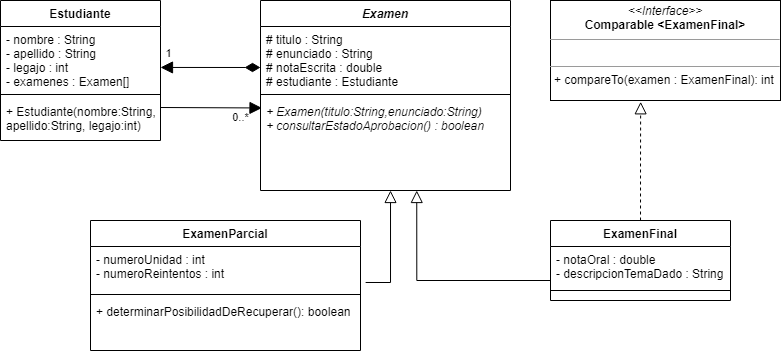 Estudiante
- nombre : String
- apellido : String
- legajo : int
- examenes : Examen[]
+ Estudiante(nombre:String,
apellido:String, legajo:int)
1
0..*
Examen
# titulo : String
# enunciado : String
# notaEscrita : double
# estudiante : Estudiante
+ Examen(titulo:String,enunciado:String)
+ consultarEstadoAprobacion() : boolean
<<Interface>>
Comparable <ExamenFinal>
+ compareTo(examen : ExamenFinal): int
ExamenParcial
- numeroUnidad : int
- numeroReintentos : int
+ determinarPosibilidadDeRecuperar(): boolean
ExamenFinal
- notaOral : double
- descripcionTemaDado : String